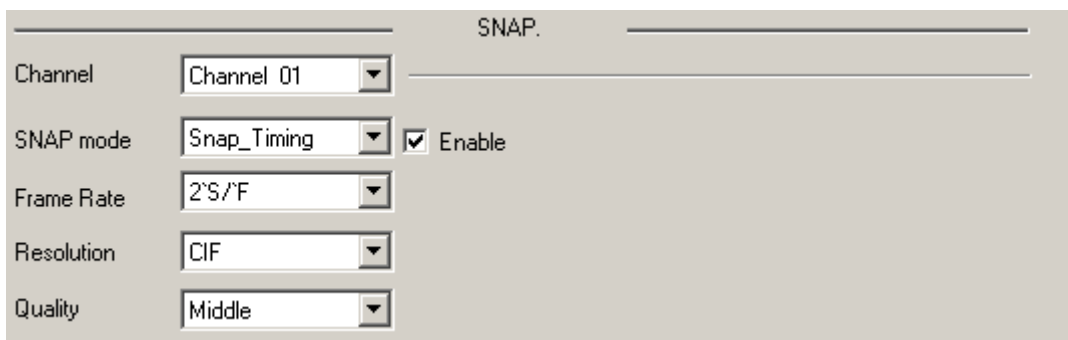 SNAP.
Channel Channel 01
SNAP mode Snap_Timing Enable
Frame Rate 2`S/`F
Resolution CIF
Quality Middle